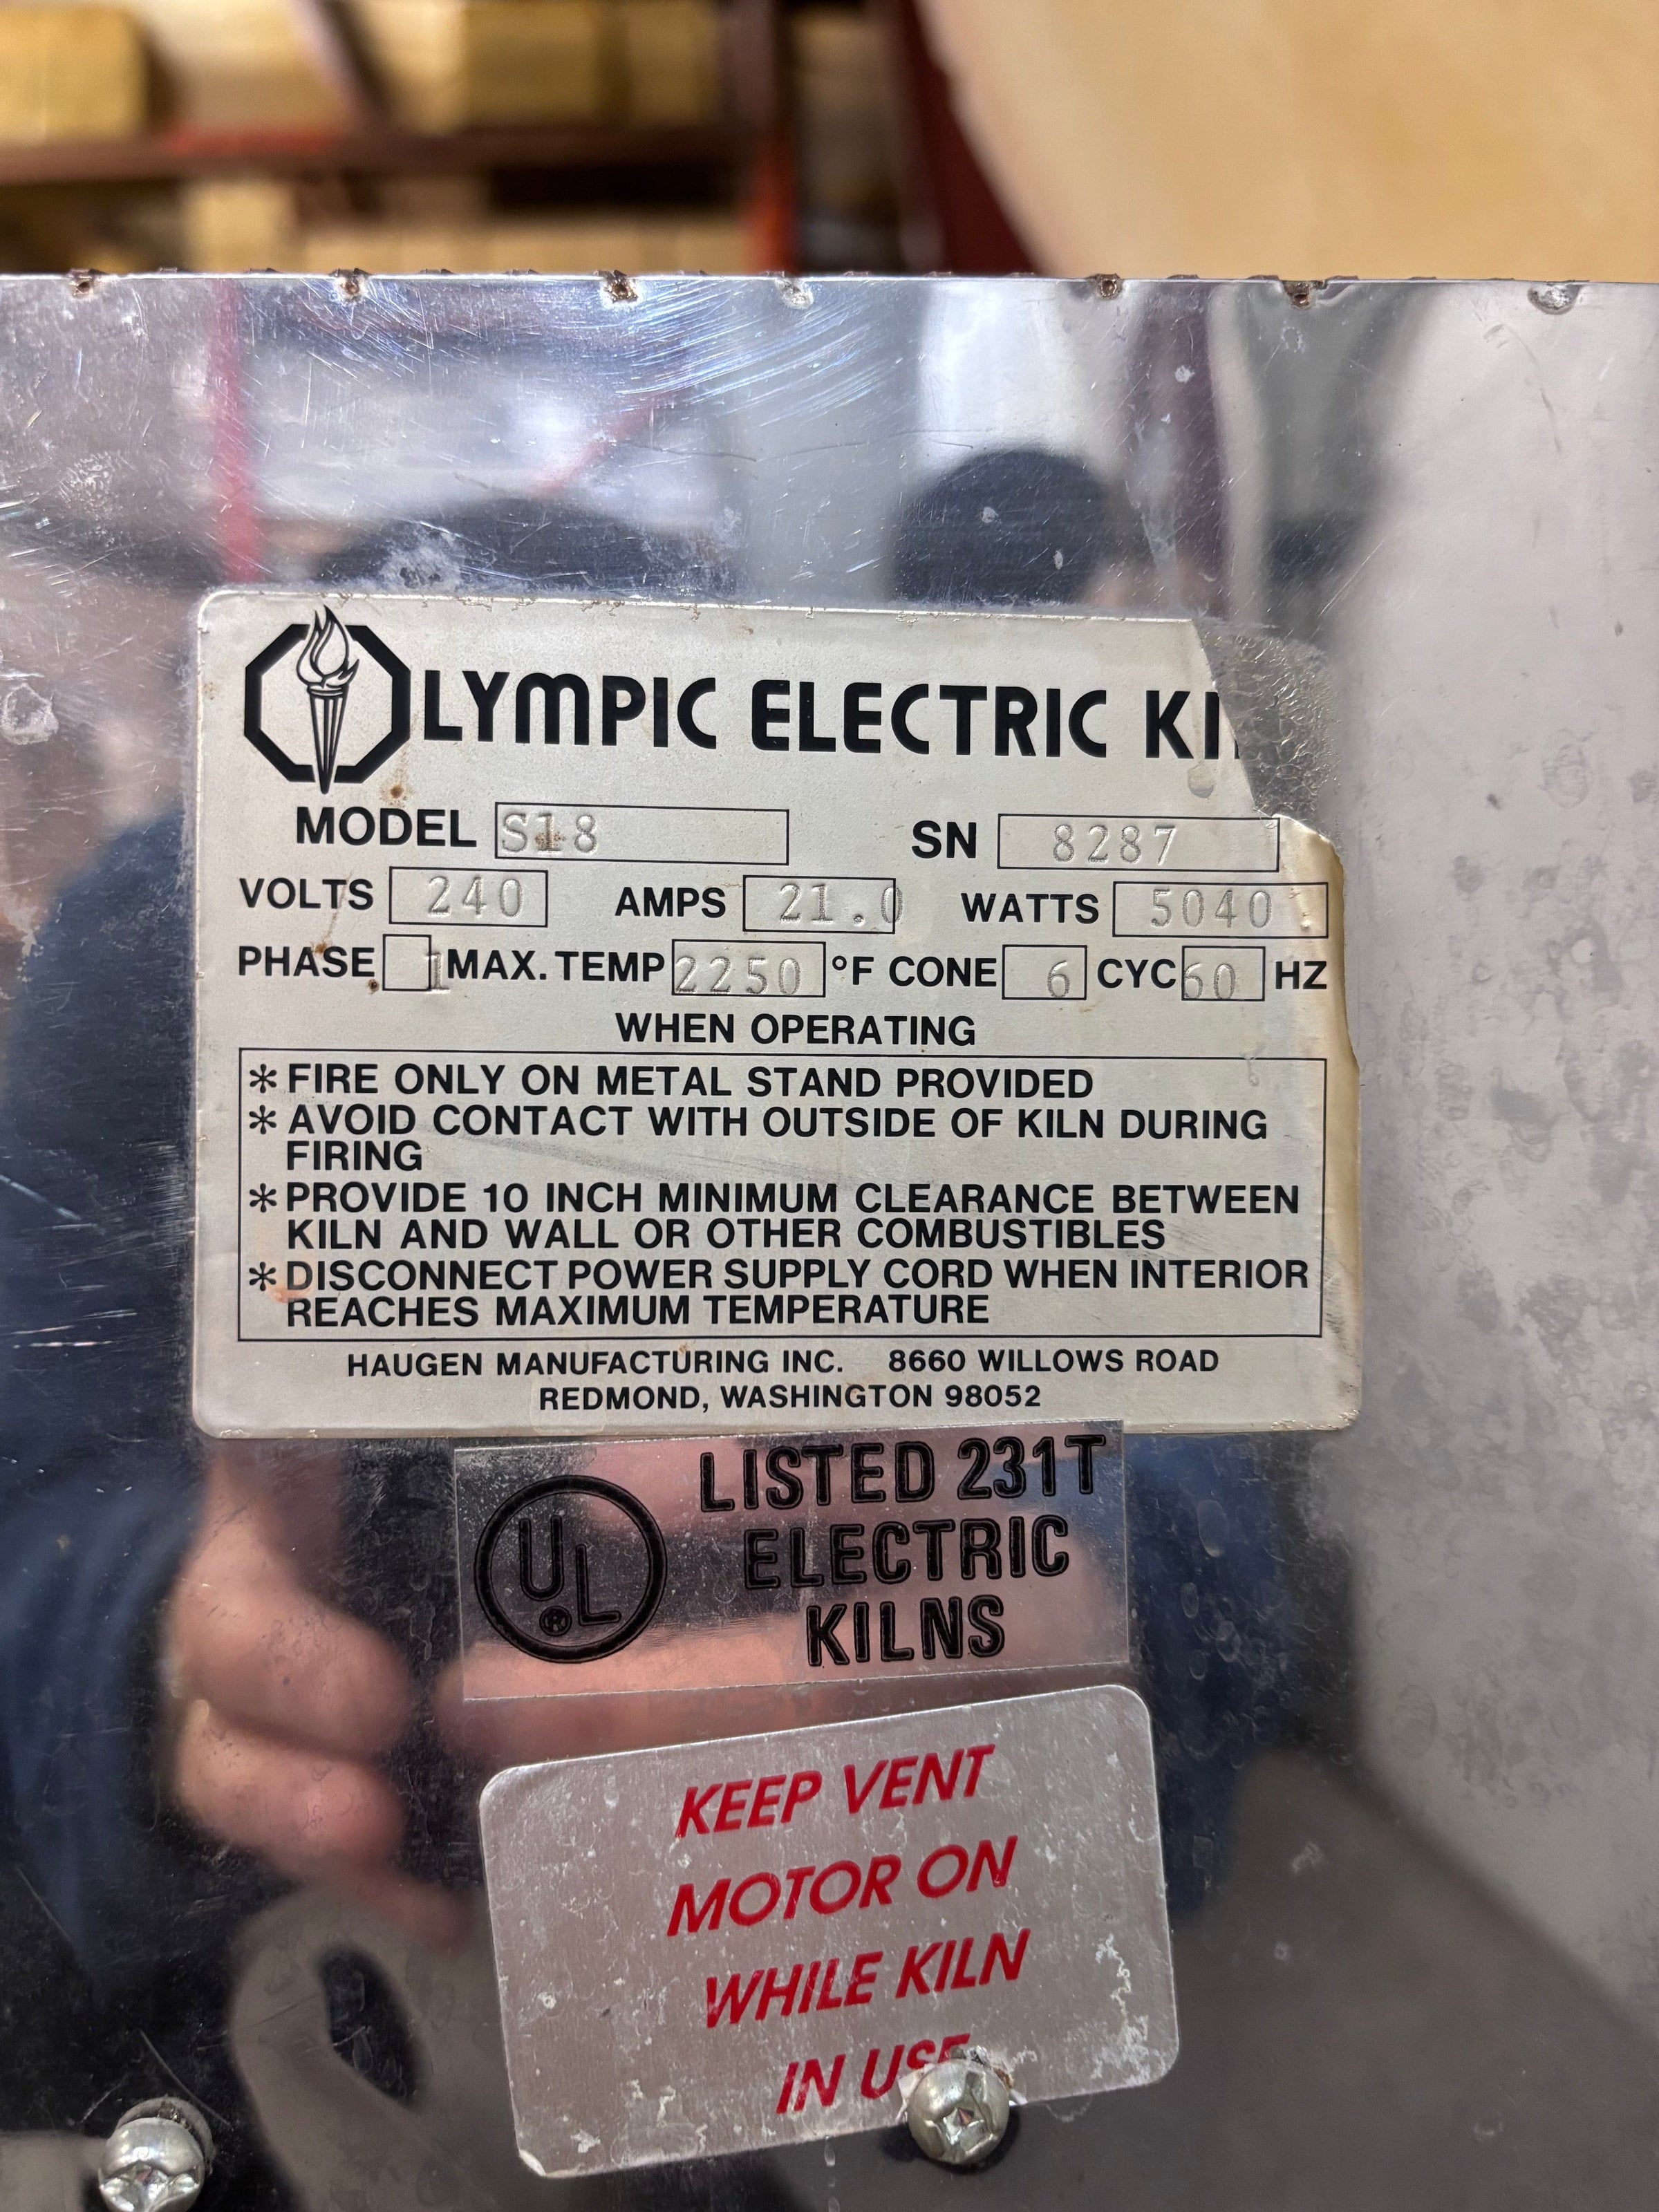 OLYMPIC ELECTRIC KI
MODEL S18 SN 8287
VOLTS 240 AMPS 21.0 WATTS 5040
PHASE 1 MAX. TEMP 2250 °F CONE 6 CYC 60 HZ
WHEN OPERATING
* FIRE ONLY ON METAL STAND PROVIDED
* AVOID CONTACT WITH OUTSIDE OF KILN DURING
FIRING
* PROVIDE 10 INCH MINIMUM CLEARANCE BETWEEN
KILN AND WALL OR OTHER COMBUSTIBLES
* DISCONNECT POWER SUPPLY CORD WHEN INTERIOR
REACHES MAXIMUM TEMPERATURE
HAUGEN MANUFACTURING INC. 8660 WILLOWS ROAD
REDMOND, WASHINGTON 98052
UL ® LISTED 231T
ELECTRIC
KILNS
KEEP VENT
MOTOR ON
WHILE KILN
IN USE